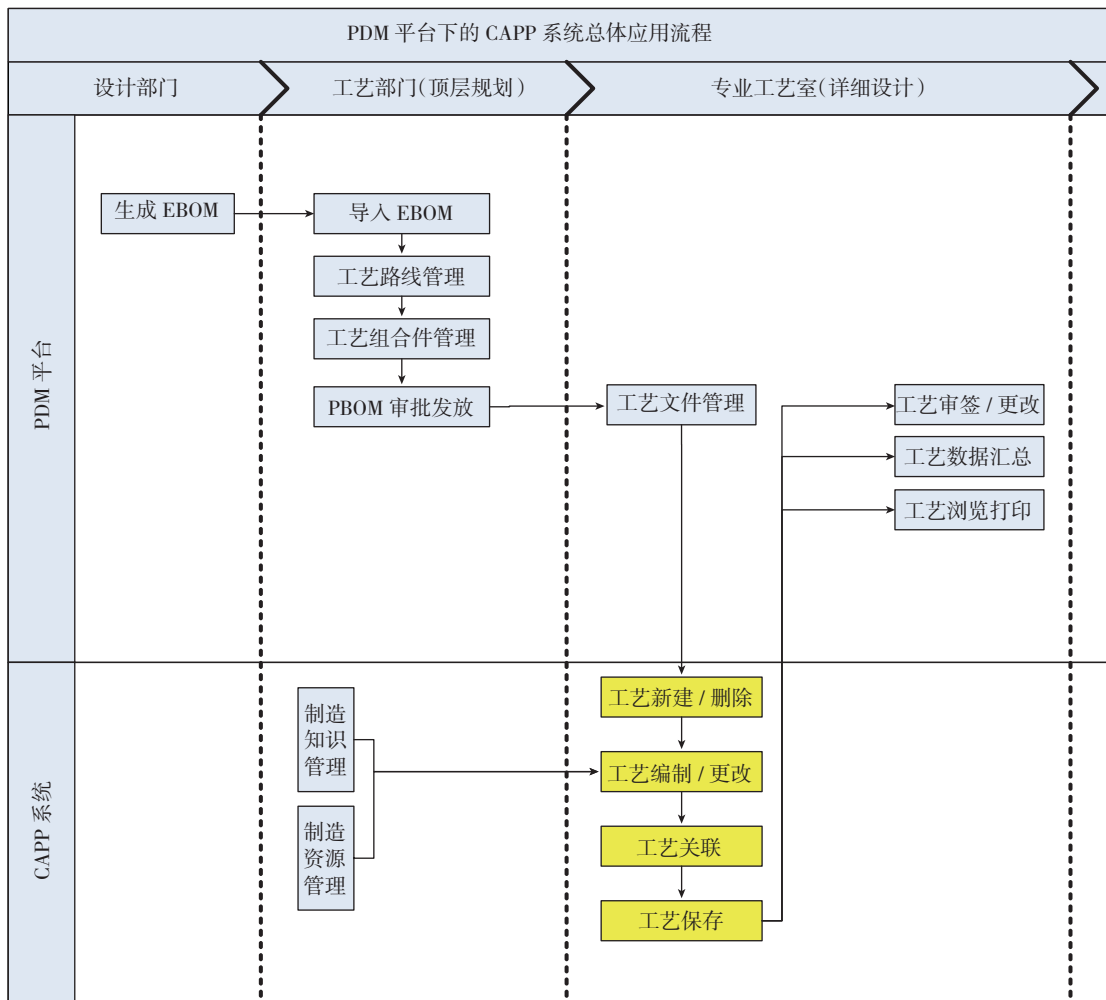 PDM 平台下的 CAPP 系统总体应用流程
设计部门
工艺部门(顶层规划)
专业工艺室(详细设计)
PDM 平台
生成 EBOM
导入 EBOM
工艺路线管理
工艺组合件管理
PBOM 审批发放
工艺文件管理
工艺审签 / 更改
工艺数据汇总
工艺浏览打印
CAPP 系统
制造
知识
管理
制造
资源
管理
工艺新建 / 删除
工艺编制 / 更改
工艺关联
工艺保存